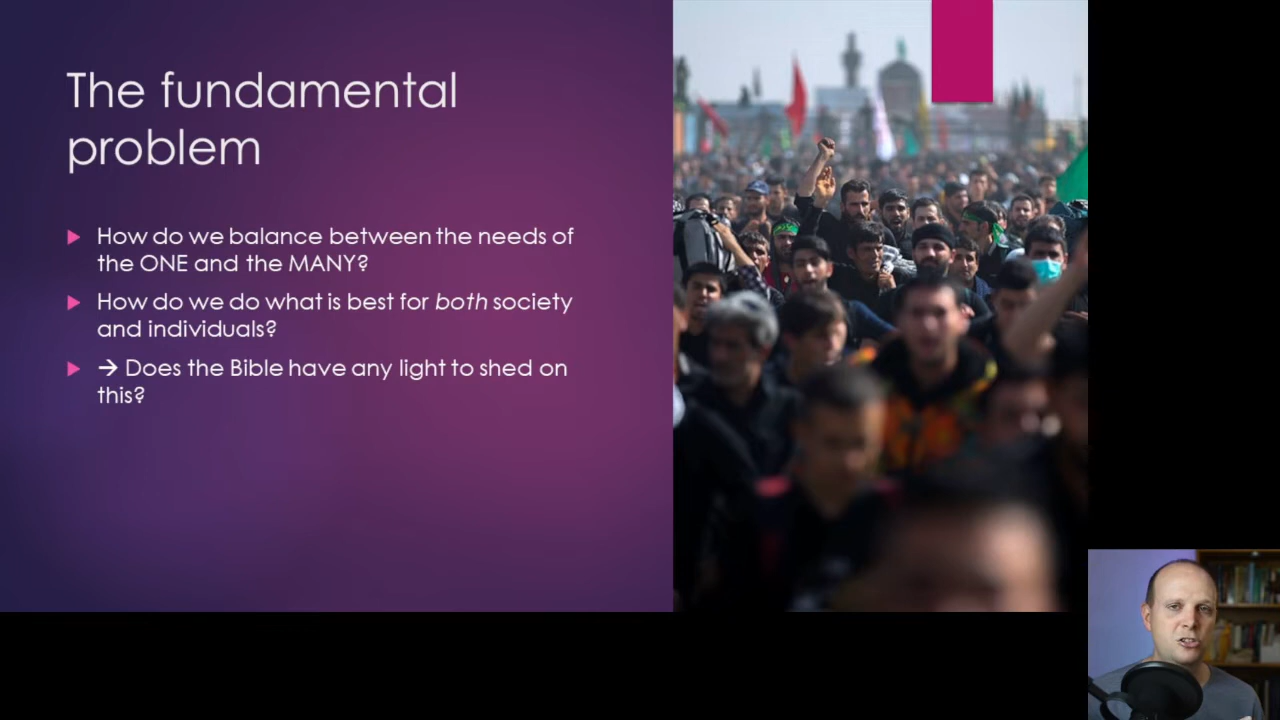 The fundamental
problem
How do we balance between the needs of
the ONE and the MANY?
How do we do what is best for both society
and individuals?
→ Does the Bible have any light to shed on
this?